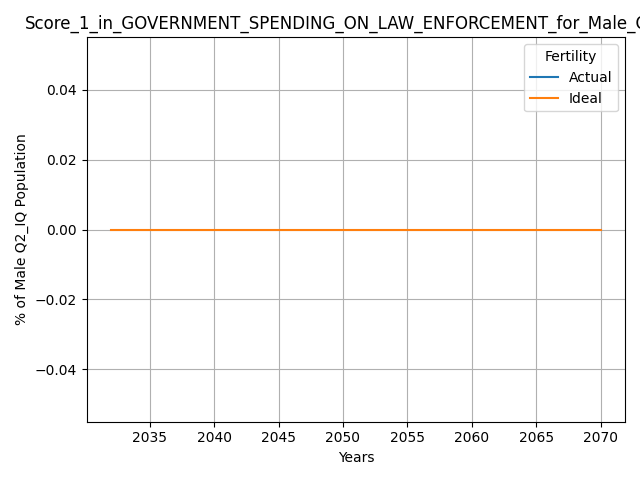 Score_1_in_GOVERNMENT_SPENDING_ON_LAW_ENFORCEMENT_for_Male_
Fertility
Actual
Ideal
0.04
0.02
0.00
−0.02
−0.04
% of Male Q2_IQ Population
2035 2040 2045 2050 2055 2060 2065 2070
Years